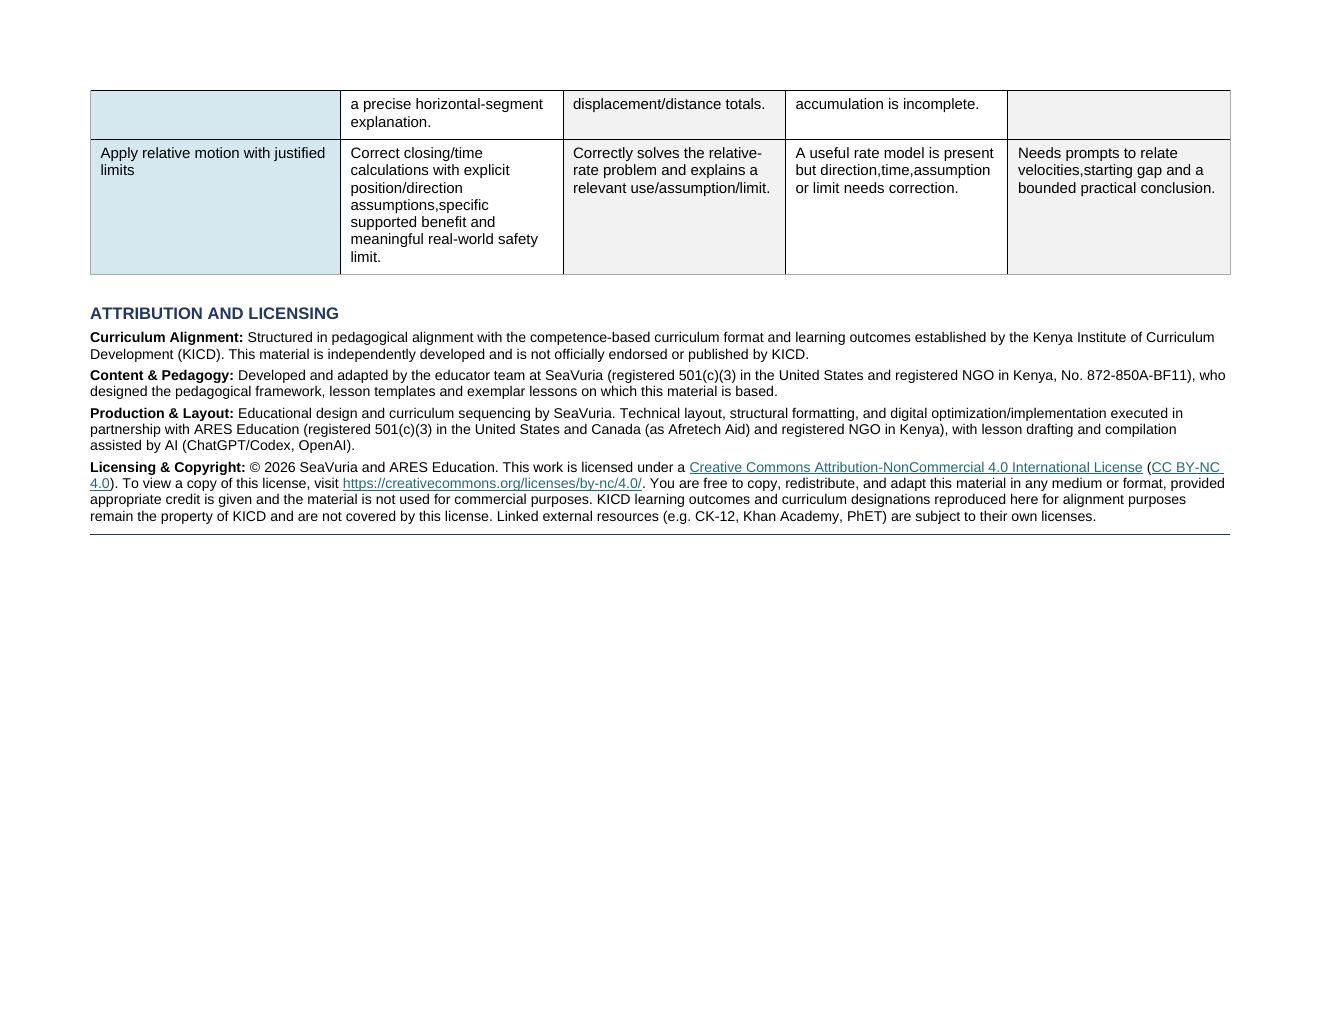 a precise horizontal-segment
explanation.
displacement/distance totals.
accumulation is incomplete.
Apply relative motion with justified
limits
Correct closing/time
calculations with explicit
position/direction
assumptions,specific
supported benefit and
meaningful real-world safety
limit.
Correctly solves the relative-
rate problem and explains a
relevant use/assumption/limit.
A useful rate model is present
but direction,time,assumption
or limit needs correction.
Needs prompts to relate
velocities,starting gap and a
bounded practical conclusion.
ATTRIBUTION AND LICENSING
Curriculum Alignment: Structured in pedagogical alignment with the competence-based curriculum format and learning outcomes established by the Kenya Institute of Curriculum
Development (KICD). This material is independently developed and is not officially endorsed or published by KICD.
Content & Pedagogy: Developed and adapted by the educator team at SeaVuria (registered 501(c)(3) in the United States and registered NGO in Kenya, No. 872-850A-BF11), who
designed the pedagogical framework, lesson templates and exemplar lessons on which this material is based.
Production & Layout: Educational design and curriculum sequencing by SeaVuria. Technical layout, structural formatting, and digital optimization/implementation executed in
partnership with ARES Education (registered 501(c)(3) in the United States and Canada (as Afretech Aid) and registered NGO in Kenya), with lesson drafting and compilation
assisted by AI (ChatGPT/Codex, OpenAI).
Licensing & Copyright: © 2026 SeaVuria and ARES Education. This work is licensed under a Creative Commons Attribution-NonCommercial 4.0 International License (CC BY-NC
4.0). To view a copy of this license, visit https://creativecommons.org/licenses/by-nc/4.0/. You are free to copy, redistribute, and adapt this material in any medium or format, provided
appropriate credit is given and the material is not used for commercial purposes. KICD learning outcomes and curriculum designations reproduced here for alignment purposes
remain the property of KICD and are not covered by this license. Linked external resources (e.g. CK-12, Khan Academy, PhET) are subject to their own licenses.